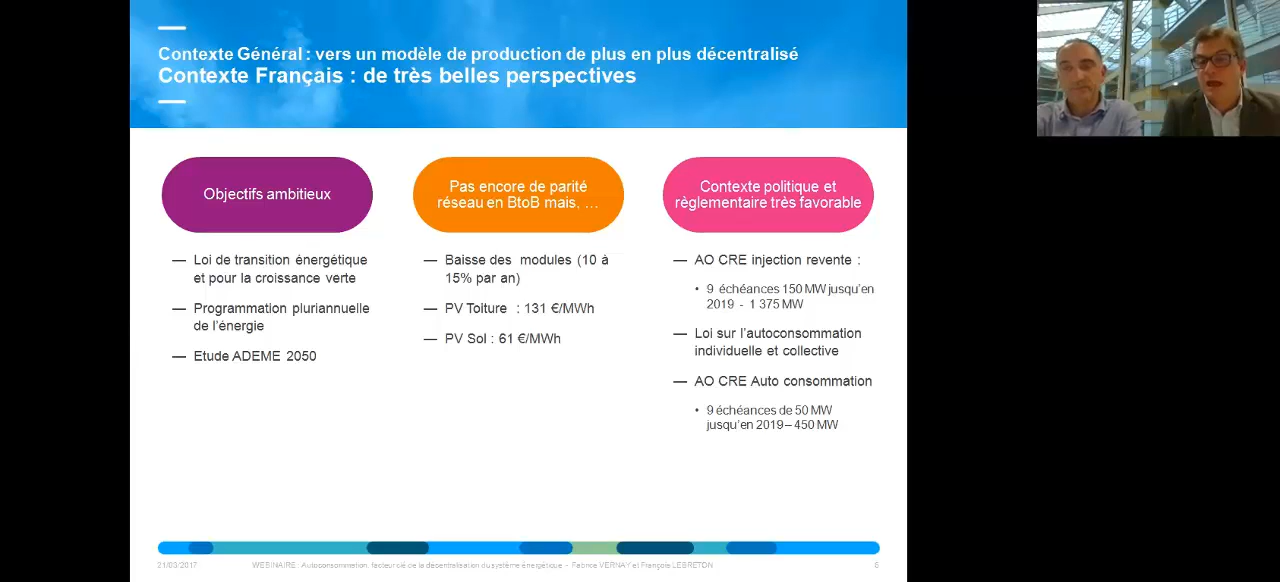 Contexte Général : vers un modèle de production de plus en plus décentralisé
Contexte Français : de très belles perspectives
Objectifs ambitieux
— Loi de transition énergétique
et pour la croissance verte
— Programmation pluriannuelle
de l'énergie
— Etude ADEME 2050
Pas encore de parité
réseau en BtoB mais, …
— Baisse des modules (10 à
15% par an)
— PV Toiture : 131 €/MWh
— PV Sol : 61 €/MWh
Contexte politique et
règlementaire très favorable
— AO CRE injection revente :
• 9 échéances 150 MW jusqu'en
2019 - 1 375 MW
— Loi sur l'autoconsommation
individuelle et collective
— AO CRE Auto consommation
• 9 échéances de 50 MW
jusqu'en 2019 – 450 MW
21/03/2017
WEBINAIRE : Autoconsommation, facteur clé de la décentralisation du système énergétique - Fabrice VERNAY et François LEBRETON
6